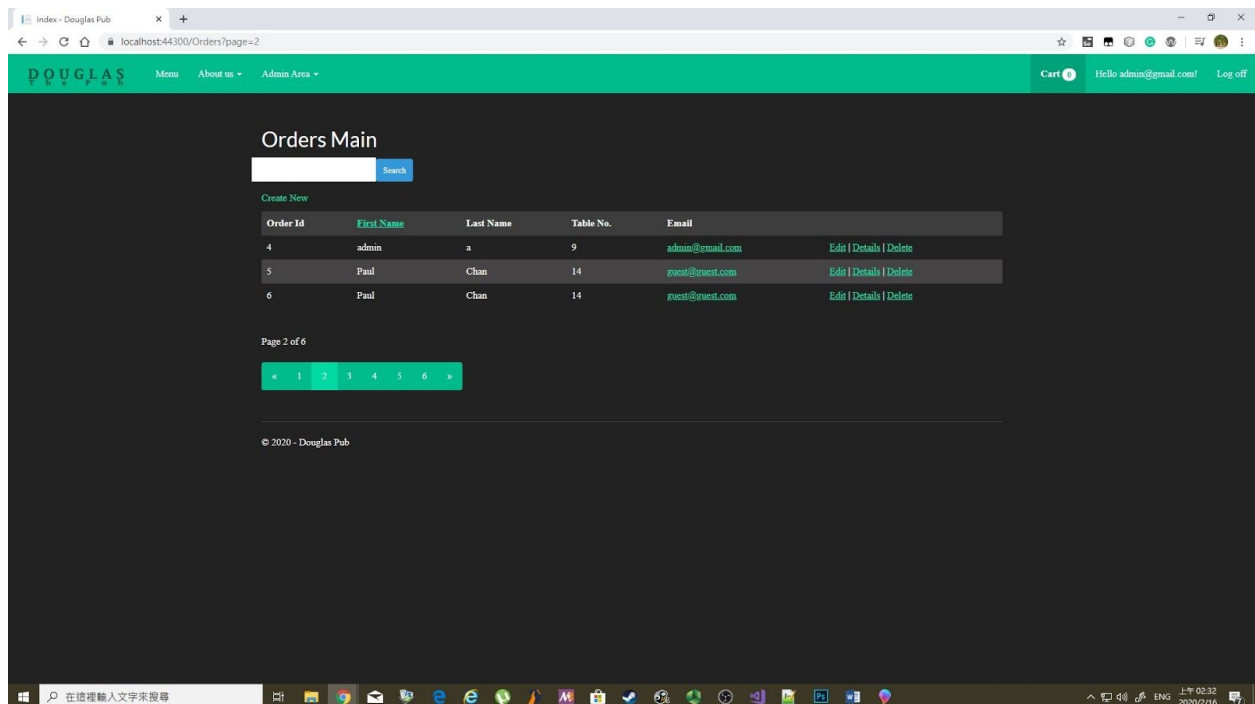 Index - Douglas Pub
localhost:44300/Orders?page=2
DOUGLAS
The Pub
Menu About us Admin Area Cart 0 Hello admin@gmail.com! Log off
Orders Main
Search
Create New
Order Id First Name Last Name Table No. Email
4 admin a 9 admin@gmail.com Edit | Details | Delete
5 Paul Chan 14 guest@guest.com Edit | Details | Delete
6 Paul Chan 14 guest@guest.com Edit | Details | Delete
Page 2 of 6
« 1 2 3 4 5 6 »
© 2020 - Douglas Pub
在這裡輸入文字來搜尋
ENG
上午 02:32
2020/2/16